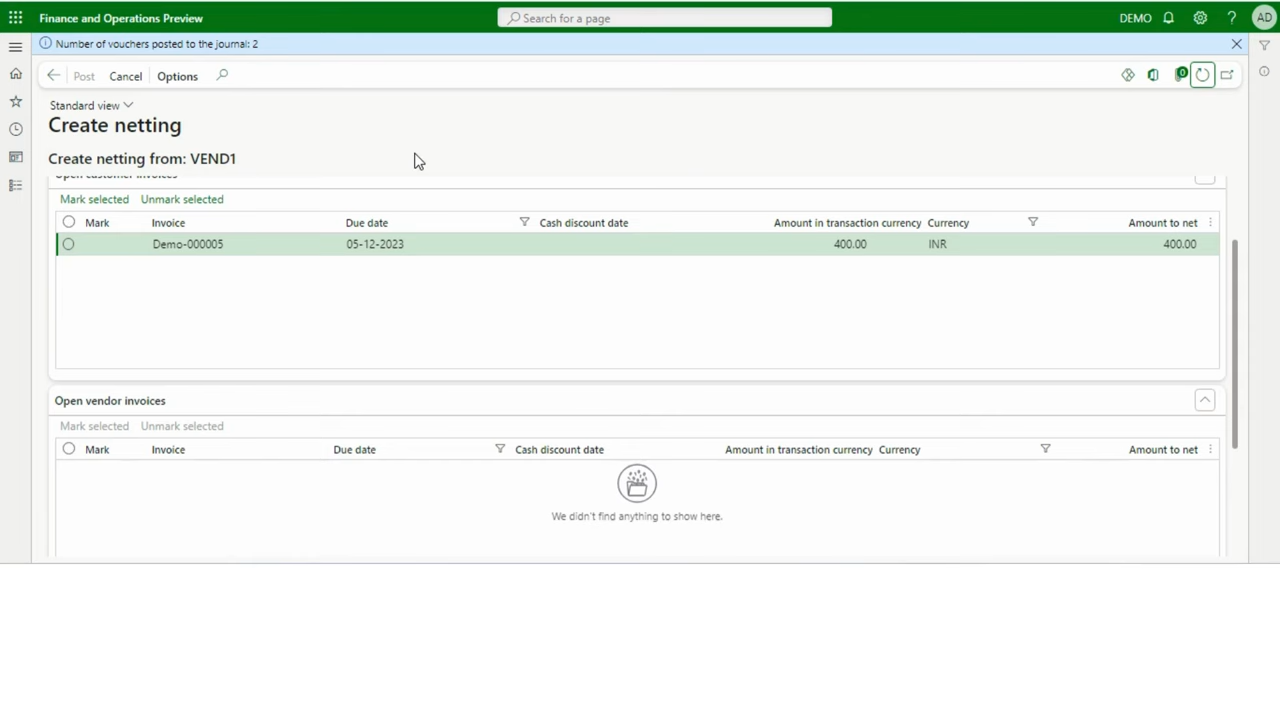 Finance and Operations Preview
Search for a page
DEMO
?
AD
Number of vouchers posted to the journal: 2
Post Cancel Options
0
Standard view
Create netting
Create netting from: VEND1
Open customer invoices
Mark selected Unmark selected
Mark Invoice Due date Cash discount date Amount in transaction currency Currency Amount to net
Demo-000005 05-12-2023 400.00 INR 400.00
Open vendor invoices
Mark selected Unmark selected
Mark Invoice Due date Cash discount date Amount in transaction currency Currency Amount to net
We didn't find anything to show here.